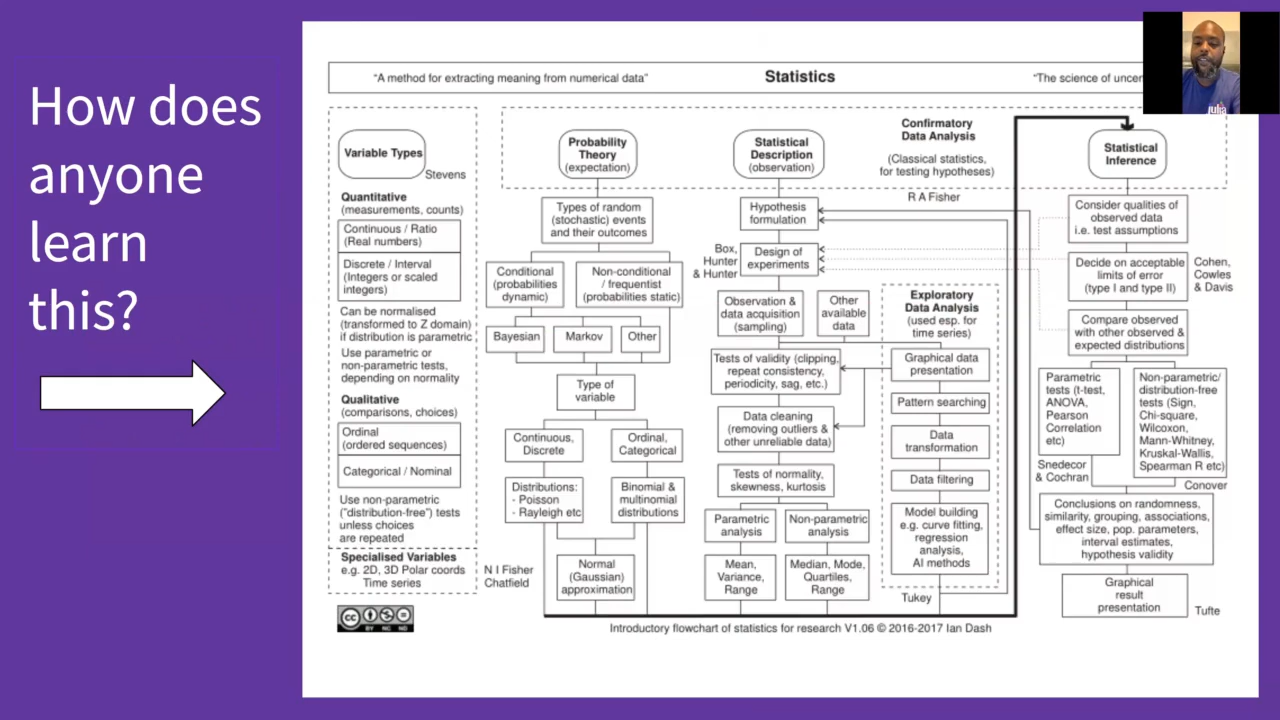 How does
anyone
learn
this?
"A method for extracting meaning from numerical data"
Statistics
"The science of uncer
Variable Types
Stevens
Quantitative
(measurements, counts)
Continuous / Ratio
(Real numbers)
Discrete / Interval
(Integers or scaled
integers)
Can be normalised
(transformed to Z domain)
if distribution is parametric
Use parametric or
non-parametric tests,
depending on normality
Qualitative
(comparisons, choices)
Ordinal
(ordered sequences)
Categorical / Nominal
Use non-parametric
("distribution-free") tests
unless choices
are repeated
Specialised Variables
e.g. 2D, 3D Polar coords
Time series
Probability
Theory
(expectation)
Types of random
(stochastic) events
and their outcomes
Conditional
(probabilities
dynamic)
Non-conditional
/ frequentist
(probabilities static)
Bayesian
Markov
Other
Type of
variable
Continuous,
Discrete
Ordinal,
Categorical
Distributions:
- Poisson
- Rayleigh etc
Binomial &
multinomial
distributions
Normal
(Gaussian)
approximation
N I Fisher
Chatfield
Statistical
Description
(observation)
Hypothesis
formulation
Box,
Hunter
& Hunter
Design of
experiments
Observation &
data acquisition
(sampling)
Other
available
data
Tests of validity (clipping,
repeat consistency,
periodicity, sag, etc.)
Data cleaning
(removing outliers &
other unreliable data)
Tests of normality,
skewness, kurtosis
Parametric
analysis
Non-parametric
analysis
Mean,
Variance,
Range
Median, Mode,
Quartiles,
Range
Confirmatory
Data Analysis
(Classical statistics,
for testing hypotheses)
R A Fisher
Exploratory
Data Analysis
(used esp. for
time series)
Graphical data
presentation
Pattern searching
Data
transformation
Data filtering
Model building
e.g. curve fitting,
regression
analysis,
AI methods
Tukey
Statistical
Inference
Consider qualities of
observed data
i.e. test assumptions
Decide on acceptable
limits of error
(type I and type II)
Cohen,
Cowles
& Davis
Compare observed
with other observed &
expected distributions
Parametric
tests (t-test,
ANOVA,
Pearson
Correlation
etc)
Non-parametric/
distribution-free
tests (Sign,
Chi-square,
Wilcoxon,
Mann-Whitney,
Kruskal-Wallis,
Spearman R etc)
Snedecor
& Cochran
Conover
Conclusions on randomness,
similarity, grouping, associations,
effect size, pop. parameters,
interval estimates,
hypothesis validity
Graphical
result
presentation
Tufte
cc
BY NC ND
Introductory flowchart of statistics for research V1.06 © 2016-2017 Ian Dash
julia